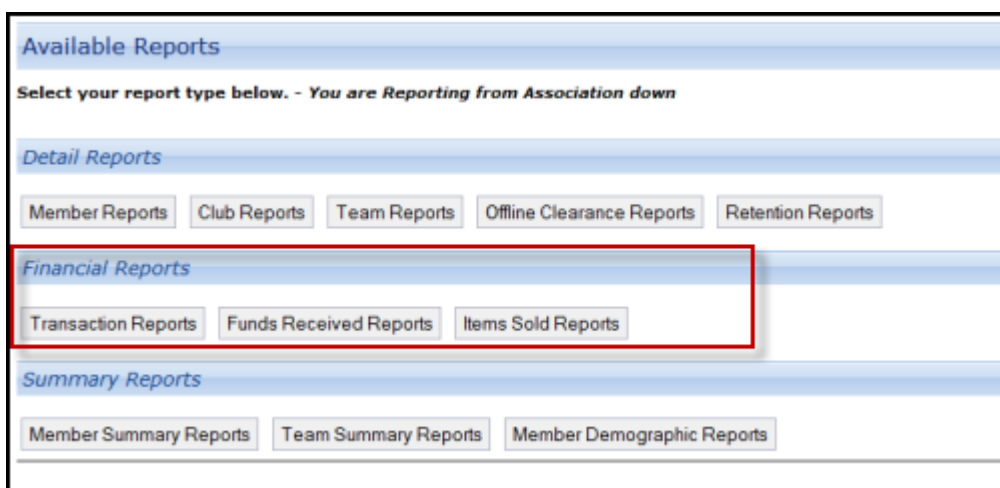 Available Reports
Select your report type below. - You are Reporting from Association down
Detail Reports
Member Reports Club Reports Team Reports Offline Clearance Reports Retention Reports
Financial Reports
Transaction Reports Funds Received Reports Items Sold Reports
Summary Reports
Member Summary Reports Team Summary Reports Member Demographic Reports